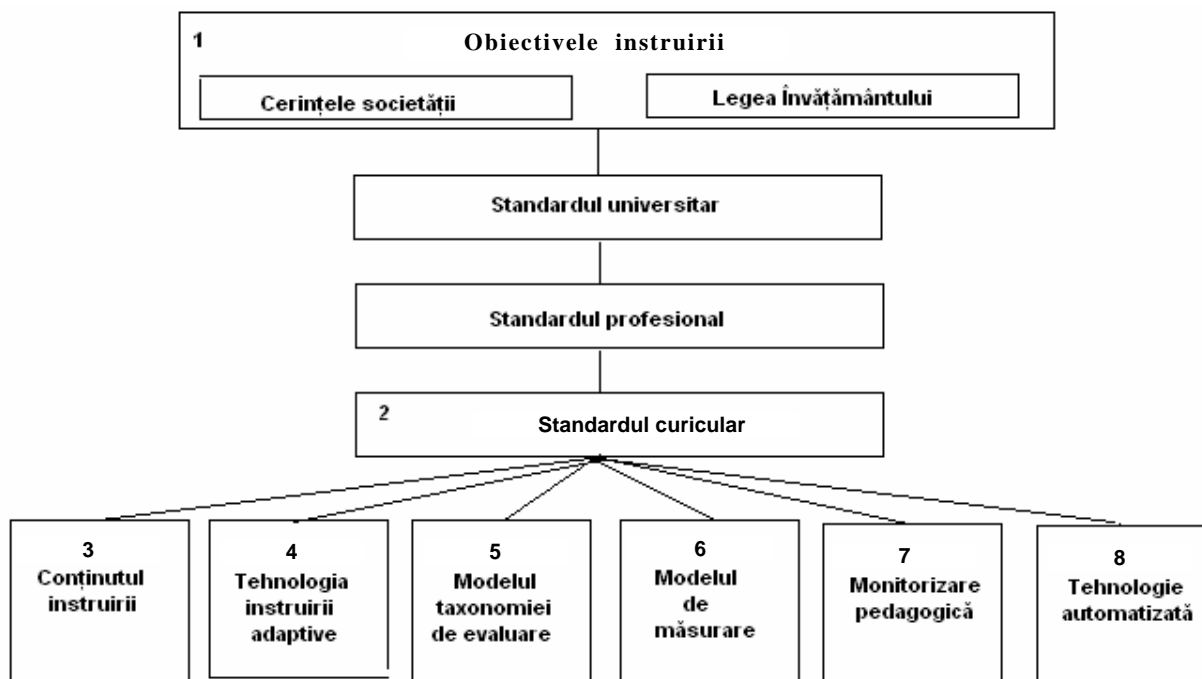 1
Obiectivele instruirii
Cerințele societății
Legea Învățământului
Standardul universitar
Standardul profesional
2
Standardul curicular
3
Conținutul
instruirii
4
Tehnologia
instruirii
adaptive
5
Modelul
taxonomiei
de evaluare
6
Modelul
de
măsurare
7
Monitorizare
pedagogică
8
Tehnologie
automatizată